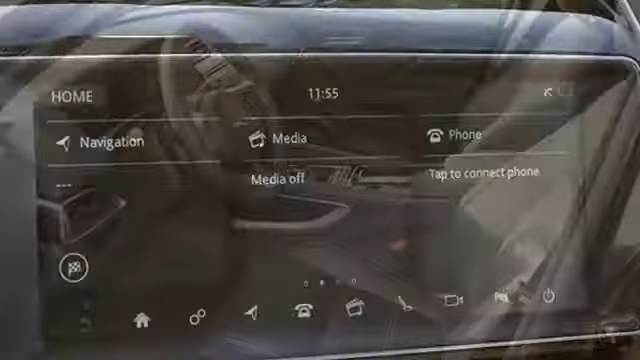 HOME 11:55
Navigation Media Phone
--- Media off Tap to connect phone